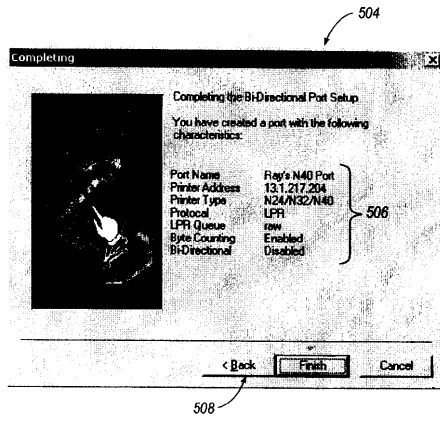 504
Completing
Completing the Bi-Directional Port Setup
You have created a port with the following
characteristics:
Port Name Ray's N40 Port
Printer Address 13.1.217.204
Printer Type N24/N32/N40
Protocal LPR
LPR Queue raw
Byte Counting Enabled
Bi-Directional Disabled
506
< Back Finish Cancel
508